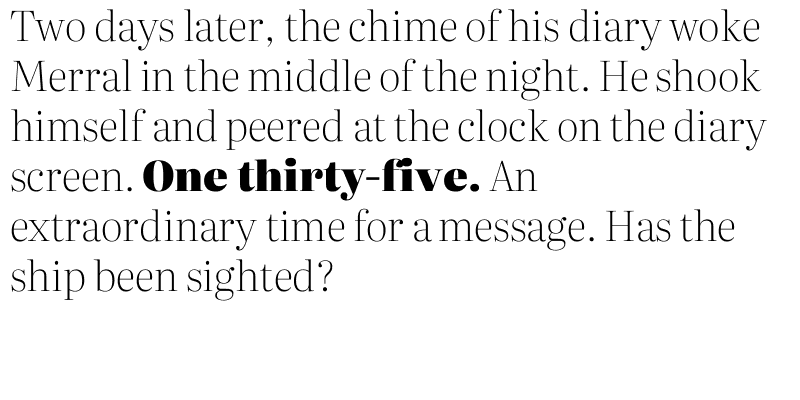 Two days later, the chime of his diary woke
Merral in the middle of the night. He shook
himself and peered at the clock on the diary
screen. One thirty-five. An
extraordinary time for a message. Has the
ship been sighted?